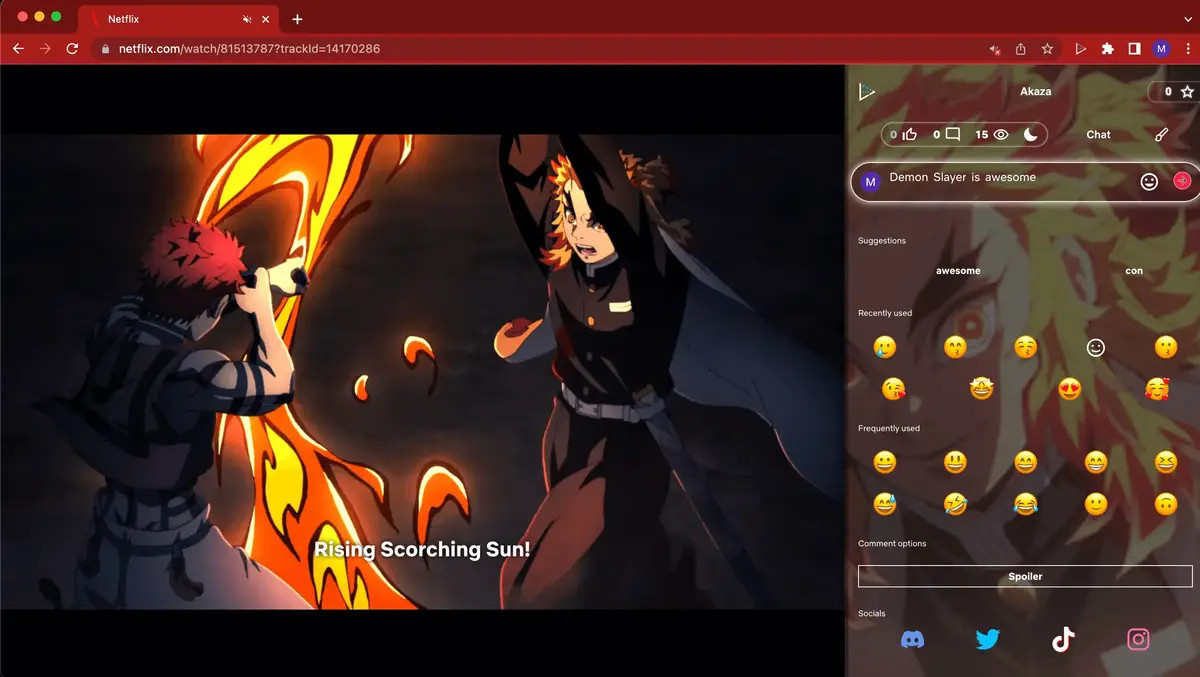 Netflix
netflix.com/watch/81513787?trackId=14170286
M
Akaza
0
0 0 15
Chat
M Demon Slayer is awesome
Suggestions
awesome con
Recently used
Frequently used
Comment options
Spoiler
Socials
Rising Scorching Sun!